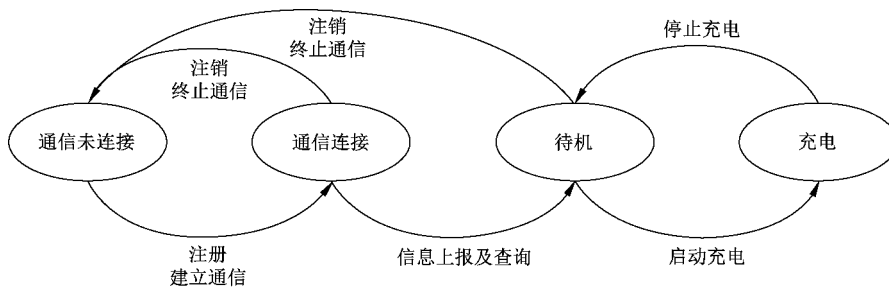 注销
终止通信
停止充电
注销
终止通信
通信未连接
通信连接
待机
充电
注册
建立通信
信息上报及查询
启动充电